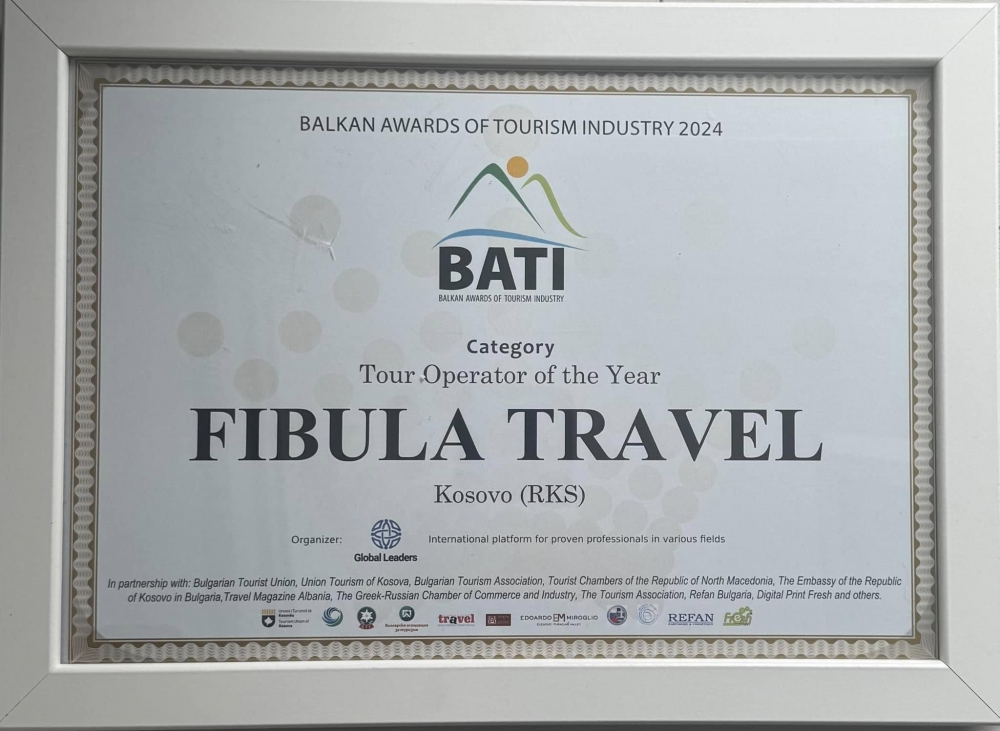 BALKAN AWARDS OF TOURISM INDUSTRY 2024
BATI
BALKAN AWARDS OF TOURISM INDUSTRY
Category
Tour Operator of the Year
FIBULA TRAVEL
Kosovo (RKS)
Organizer:
Global Leaders
International platform for proven professionals in various fields
In partnership with: Bulgarian Tourist Union, Union Tourism of Kosova, Bulgarian Tourism Association, Tourist Chambers of the Republic of North Macedonia, The Embassy of the Republic
of Kosovo in Bulgaria,Travel Magazine Albania, The Greek-Russian Chamber of Commerce and Industry, The Tourism Association, Refan Bulgaria, Digital Print Fresh and others.
travel
EDOARDO EM MIROGLIO
REFAN